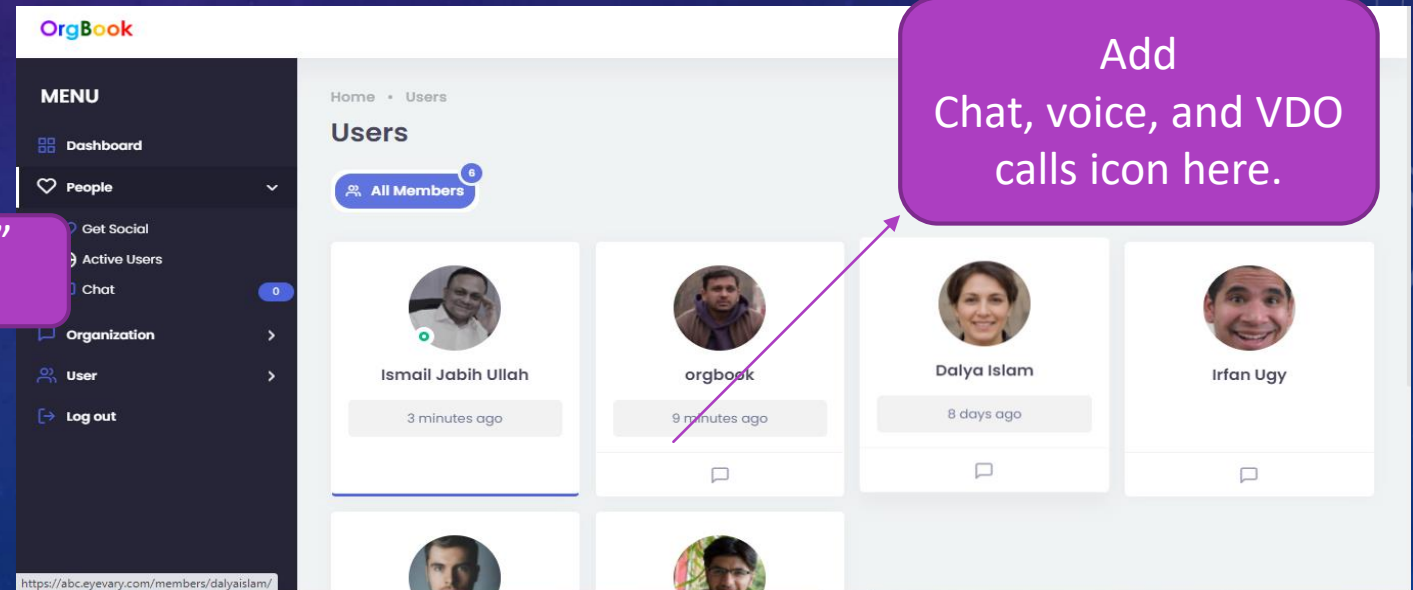 OrgBook
Add
Chat, voice, and VDO
calls icon here.
MENU
Dashboard
People
”
Get Social
Active Users
Chat
0
Organization
User
Log out
Home • Users
Users
All Members
6
Ismail Jabih Ullah
3 minutes ago
orgbook
9 minutes ago
Dalya Islam
8 days ago
Irfan Ugy
https://abc.eyevary.com/members/dalyaislam/